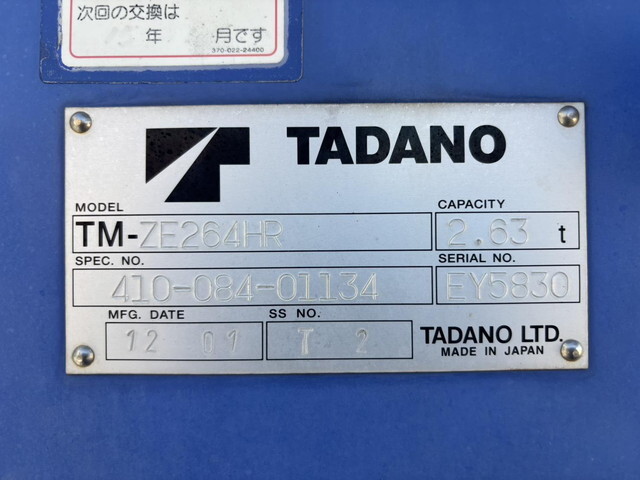 次回の交換は
年 月です
370-022-24400
TADANO
MODEL CAPACITY
TM-ZE264HR 2.63 t
SPEC. NO. SERIAL NO.
410-084-01134 EY5830
MFG. DATE SS NO.
12 01 T 2 TADANO LTD.
MADE IN JAPAN